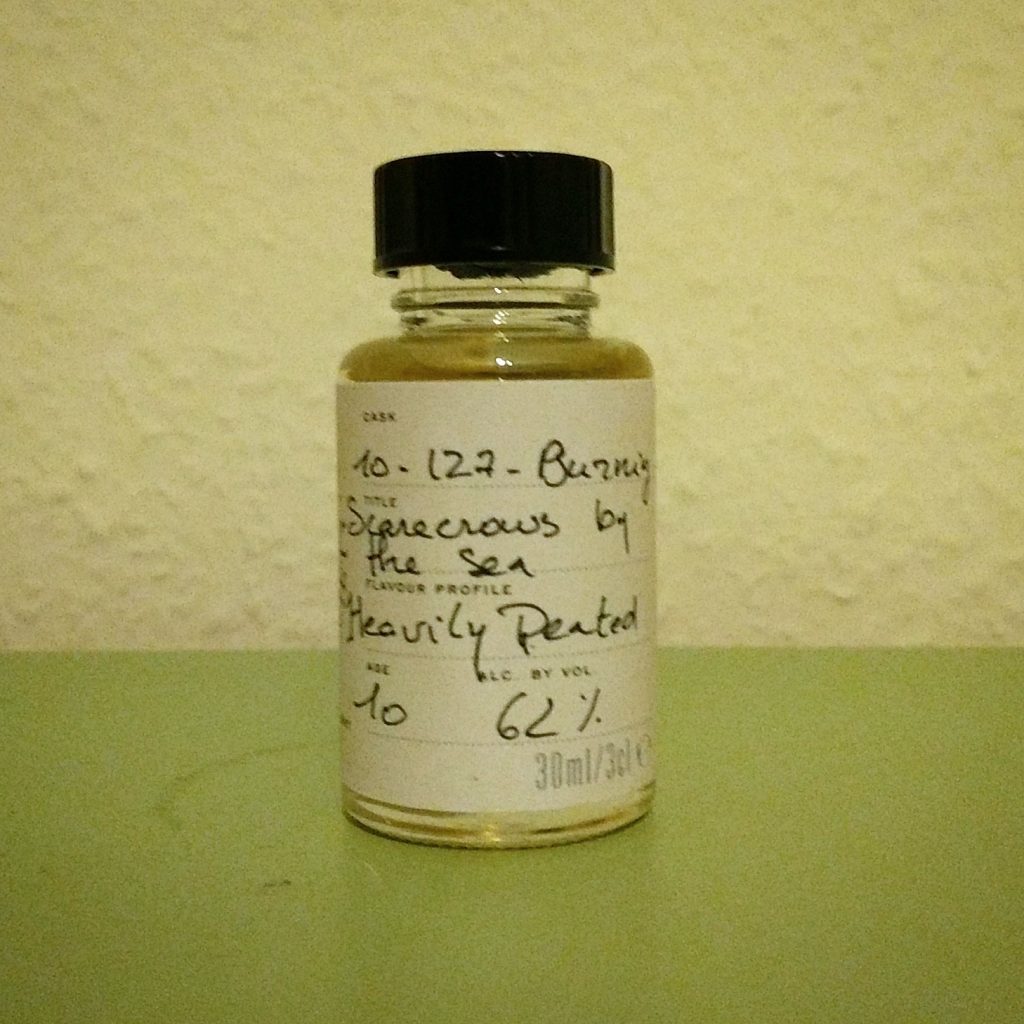 CASK
10-127-Burning
TITLE
Scarecrows by
the Sea
FLAVOUR PROFILE
Heavily Peated
AGE ALC. BY VOL
10 62%
30ml/3cl